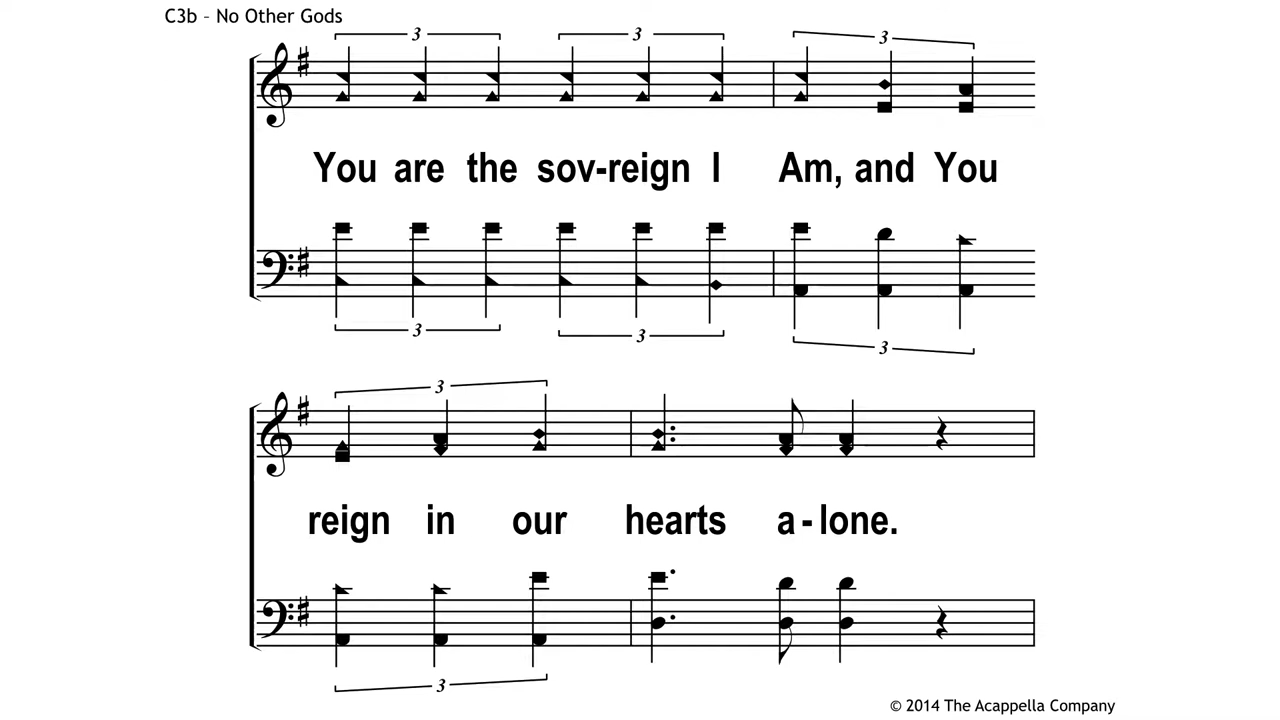 C3b – No Other Gods
3 3 3
You are the sov-reign I Am, and You
3 3 3
3
reign in our hearts a-lone.
3
© 2014 The Acappella Company